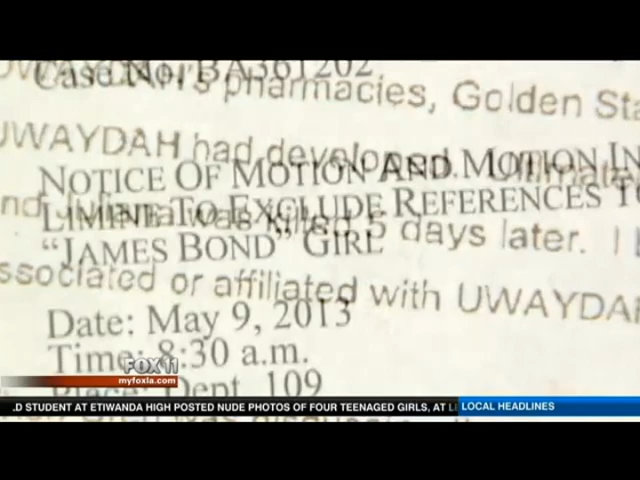 Case No. BA361202
's pharmacies, Golden Sta
UWAYDAH had developed.
NOTICE OF MOTION AND MOTION IN
LIMINE TO EXCLUDE REFERENCES T
was killed 5 days later. I
"JAMES BOND" GIRL
ssociated or affiliated with UWAYDAH
Date: May 9, 2013
Time: 8:30 a.m.
Place: Dept. 109
FOX 11
myfoxla.com
.D STUDENT AT ETIWANDA HIGH POSTED NUDE PHOTOS OF FOUR TEENAGED GIRLS, AT
LOCAL HEADLINES